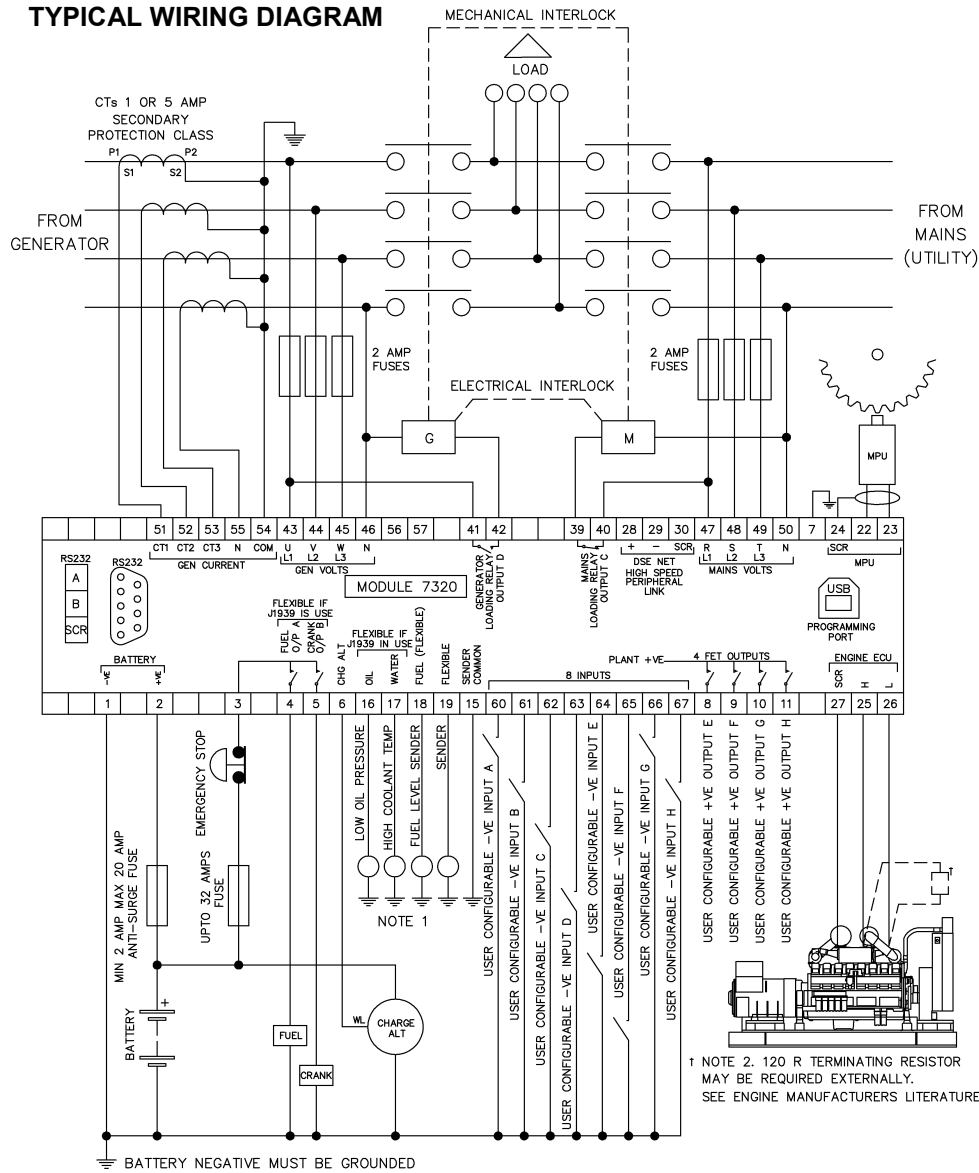 TYPICAL WIRING DIAGRAM
MECHANICAL INTERLOCK
LOAD
CTs 1 OR 5 AMP
SECONDARY
PROTECTION CLASS
P1
P2
S1
S2
FROM
GENERATOR
FROM
MAINS
(UTILITY)
2 AMP
FUSES
2 AMP
FUSES
ELECTRICAL INTERLOCK
G
M
MPU
51 52 53 55 54 43 44 45 46 56 57 41 42 39 40 28 29 30 47 48 49 50 7 24 22 23
CT1 CT2 CT3 N COM
GEN CURRENT
U V W N
L1 L2 L3
GEN VOLTS
GENERATOR
LOADING RELAY
OUTPUT D
MAINS
LOADING RELAY
OUTPUT C
+ - SCR
DSE NET
HIGH SPEED
PERIPHERAL
LINK
R S T N
L1 L2 L3
MAINS VOLTS
SCR
MPU
RS232
A
B
SCR
RS232
MODULE 7320
USB
PROGRAMMING
PORT
BATTERY
-VE
+VE
FLEXIBLE IF
J1939 IS USE
FUEL
O/P A
CRANK
O/P B
CHG ALT
FLEXIBLE IF
J1939 IN USE
OIL
WATER
FUEL (FLEXIBLE)
FLEXIBLE
SENDER
COMMON
8 INPUTS
PLANT +VE
4 FET OUTPUTS
ENGINE ECU
SCR
H
L
1 2 3 4 5 6 16 17 18 19 15 60 61 62 63 64 65 66 67 8 9 10 11 27 25 26
MIN 2 AMP MAX 20 AMP
ANTI-SURGE FUSE
EMERGENCY STOP
UPTO 32 AMPS
FUSE
LOW OIL PRESSURE
HIGH COOLANT TEMP
FUEL LEVEL SENDER
SENDER
NOTE 1
USER CONFIGURABLE -VE INPUT A
USER CONFIGURABLE -VE INPUT B
USER CONFIGURABLE -VE INPUT C
USER CONFIGURABLE -VE INPUT D
USER CONFIGURABLE -VE INPUT E
USER CONFIGURABLE -VE INPUT F
USER CONFIGURABLE -VE INPUT G
USER CONFIGURABLE -VE INPUT H
USER CONFIGURABLE +VE OUTPUT E
USER CONFIGURABLE +VE OUTPUT F
USER CONFIGURABLE +VE OUTPUT G
USER CONFIGURABLE +VE OUTPUT H
†
BATTERY
+
FUEL
CRANK
WL
CHARGE
ALT
† NOTE 2. 120 R TERMINATING RESISTOR
MAY BE REQUIRED EXTERNALLY.
SEE ENGINE MANUFACTURERS LITERATURE
BATTERY NEGATIVE MUST BE GROUNDED